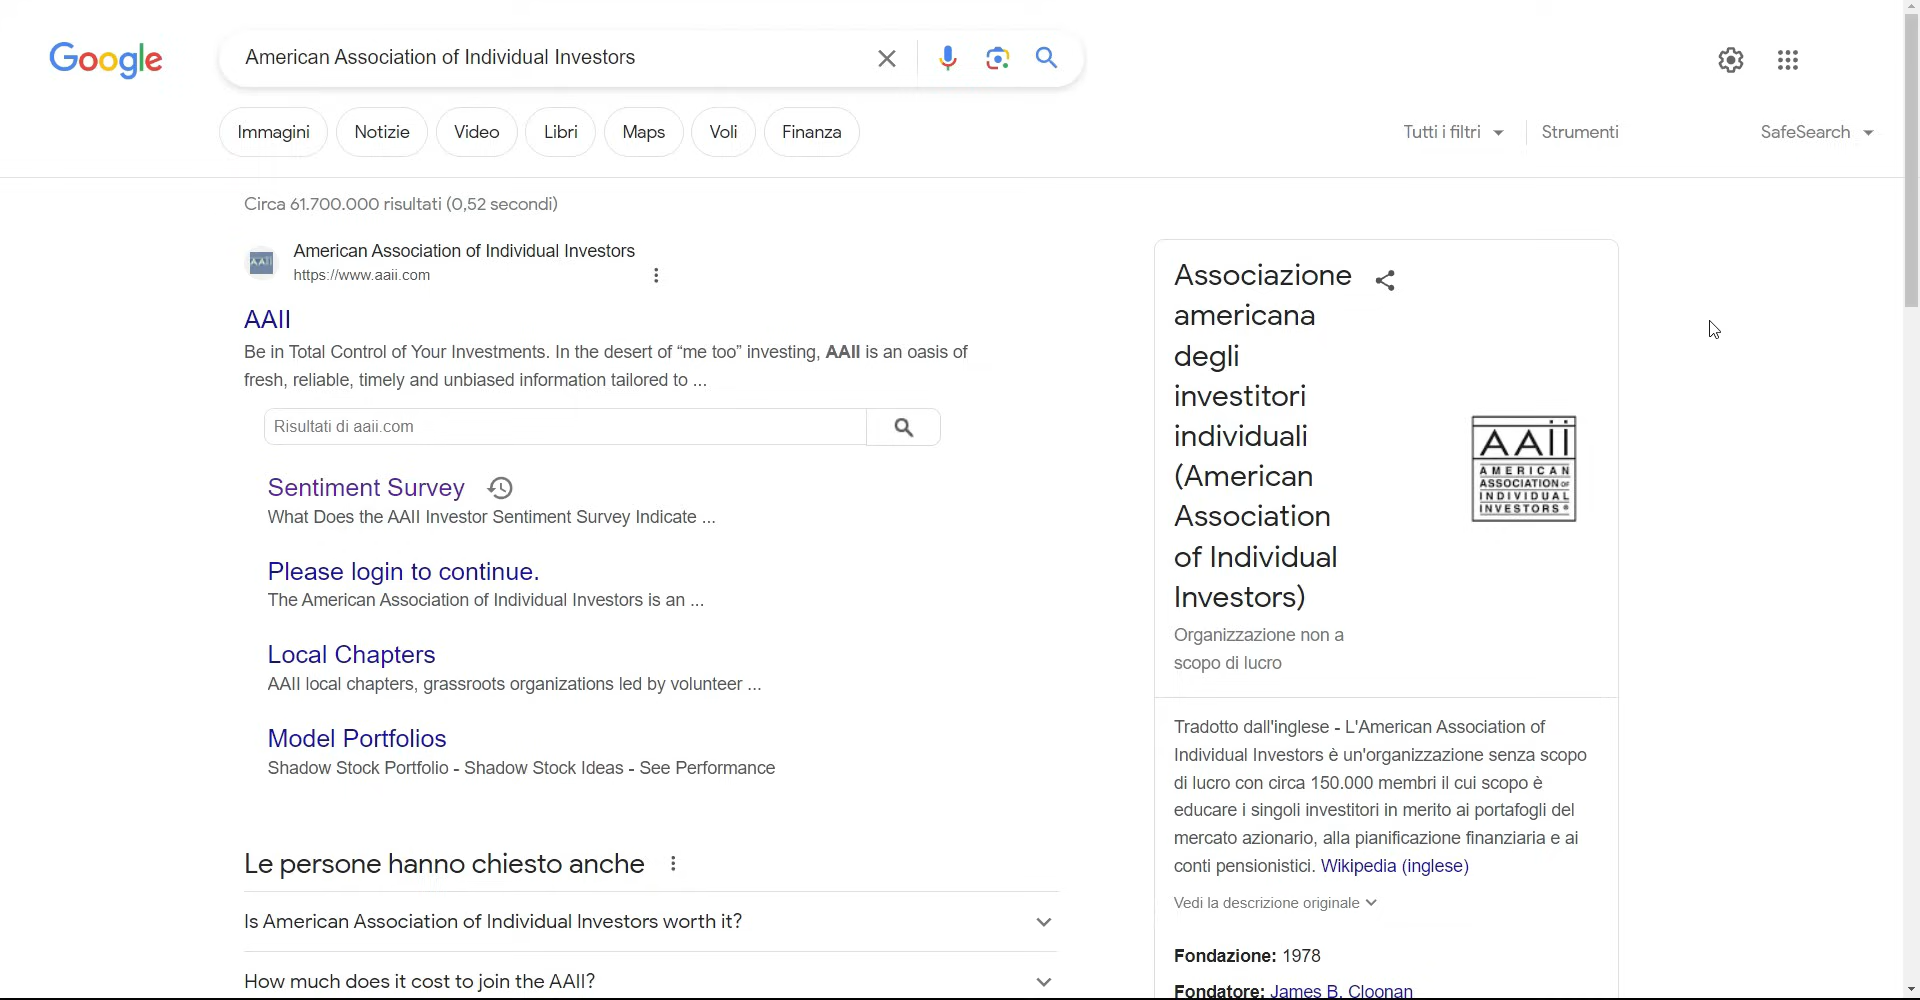 Google
American Association of Individual Investors
Immagini
Notizie
Video
Libri
Maps
Voli
Finanza
Tutti i filtri
Strumenti
SafeSearch
Circa 61.700.000 risultati (0,52 secondi)
AAII
American Association of Individual Investors
https://www.aaii.com
AAII
Be in Total Control of Your Investments. In the desert of “me too” investing, AAII is an oasis of
fresh, reliable, timely and unbiased information tailored to ...
Risultati di aaii.com
Sentiment Survey
What Does the AAII Investor Sentiment Survey Indicate ...
Please login to continue.
The American Association of Individual Investors is an ...
Local Chapters
AAII local chapters, grassroots organizations led by volunteer ...
Model Portfolios
Shadow Stock Portfolio - Shadow Stock Ideas - See Performance
Le persone hanno chiesto anche
Is American Association of Individual Investors worth it?
How much does it cost to join the AAII?
Associazione
americana
degli
investitori
individuali
(American
Association
of Individual
Investors)
Organizzazione non a
scopo di lucro
AAii
AMERICAN
ASSOCIATION OF
INDIVIDUAL
INVESTORS®
Tradotto dall'inglese - L'American Association of
Individual Investors è un'organizzazione senza scopo
di lucro con circa 150.000 membri il cui scopo è
educare i singoli investitori in merito ai portafogli del
mercato azionario, alla pianificazione finanziaria e ai
conti pensionistici. Wikipedia (inglese)
Vedi la descrizione originale
Fondazione: 1978
Fondatore: James B. Cloonan